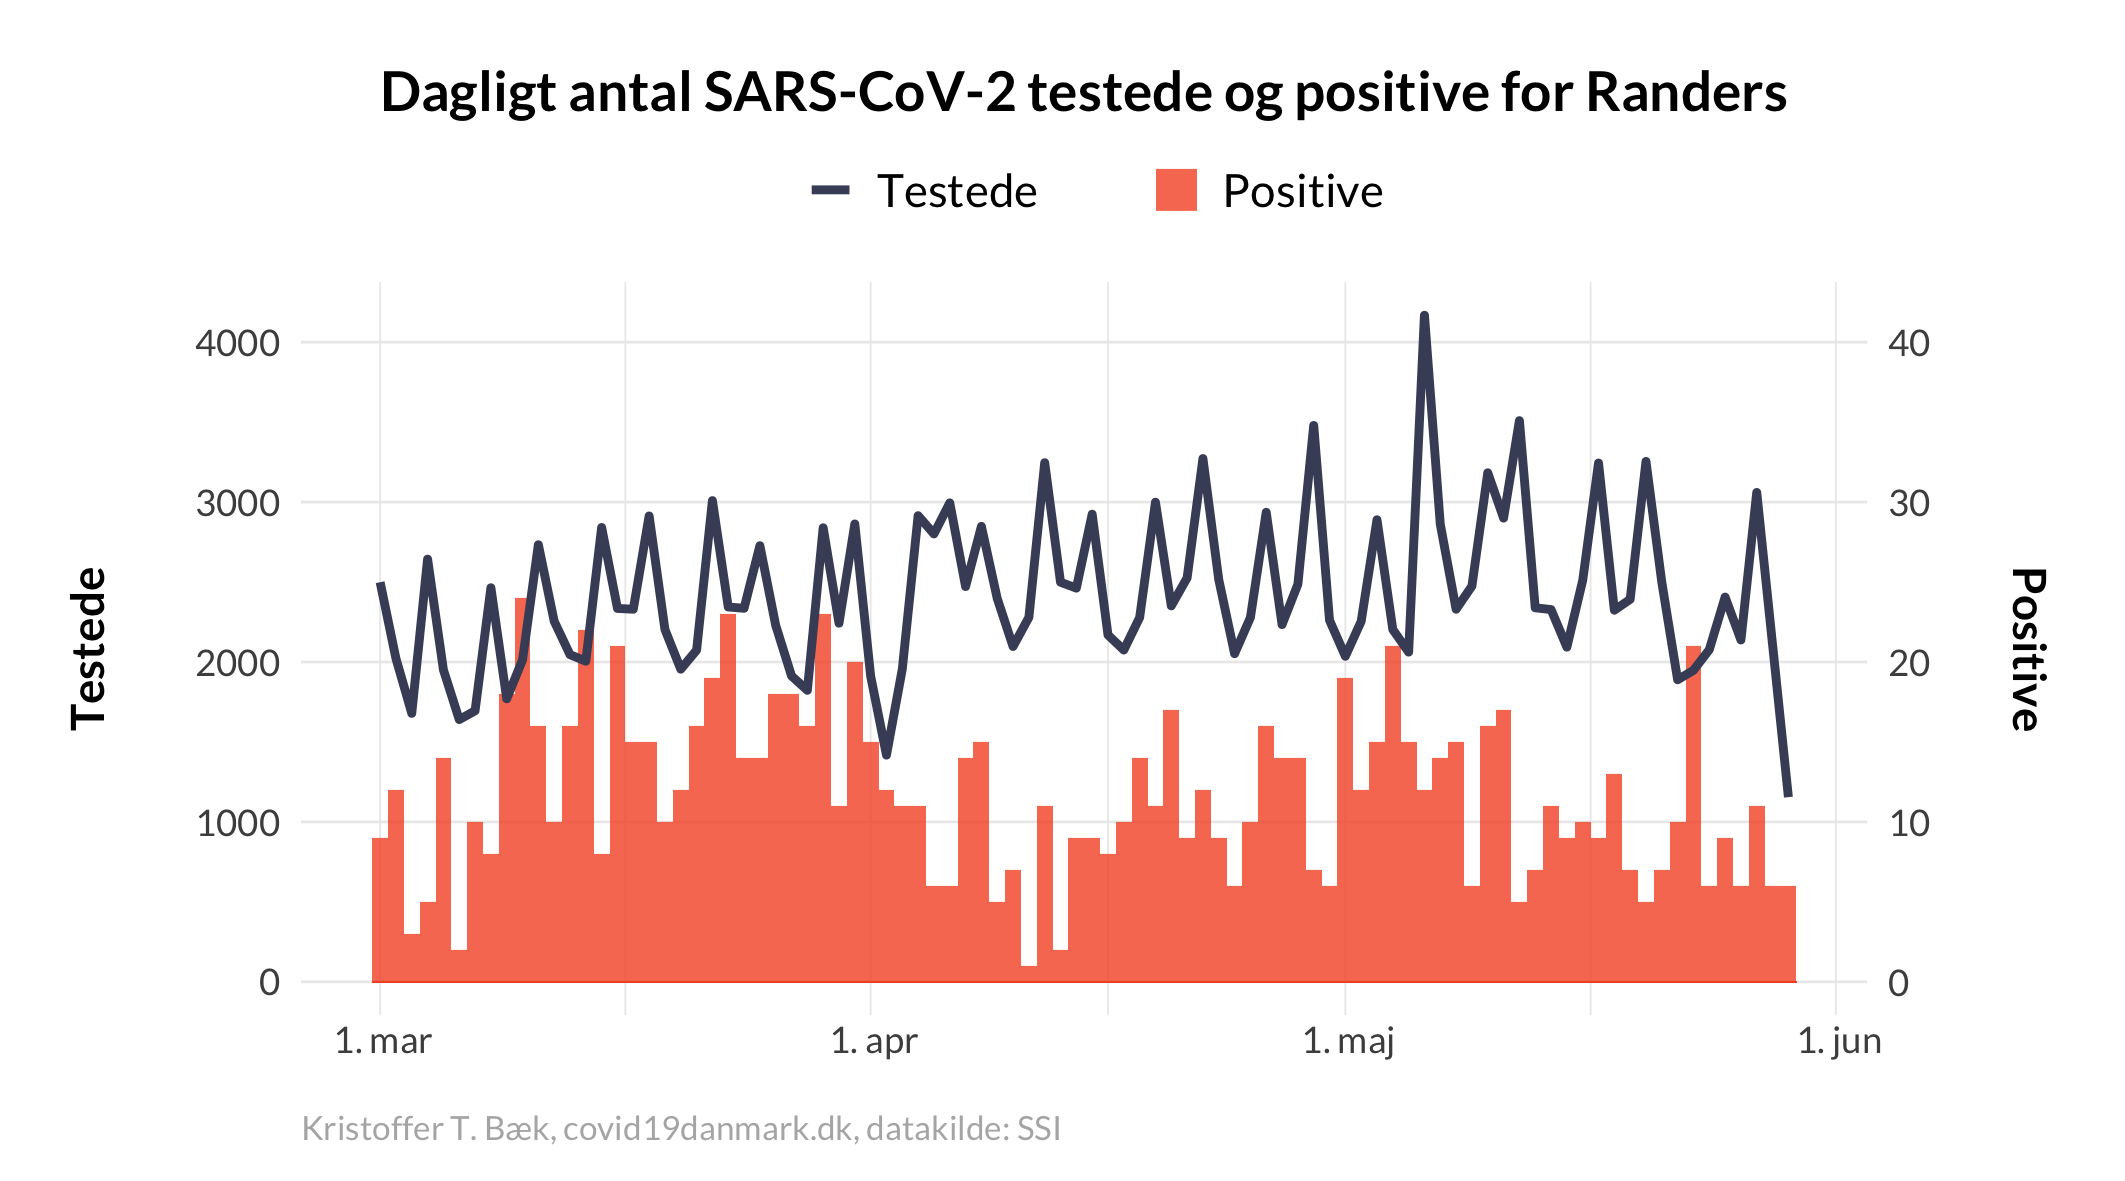 Dagligt antal SARS-CoV-2 testede og positive for Randers
Testede Positive
4000 40
3000 30
2000 20
1000 10
0 0
Testede
Positive
1. mar 1. apr 1. maj 1. jun
Kristoffer T. Bæk, covid19danmark.dk, datakilde: SSI